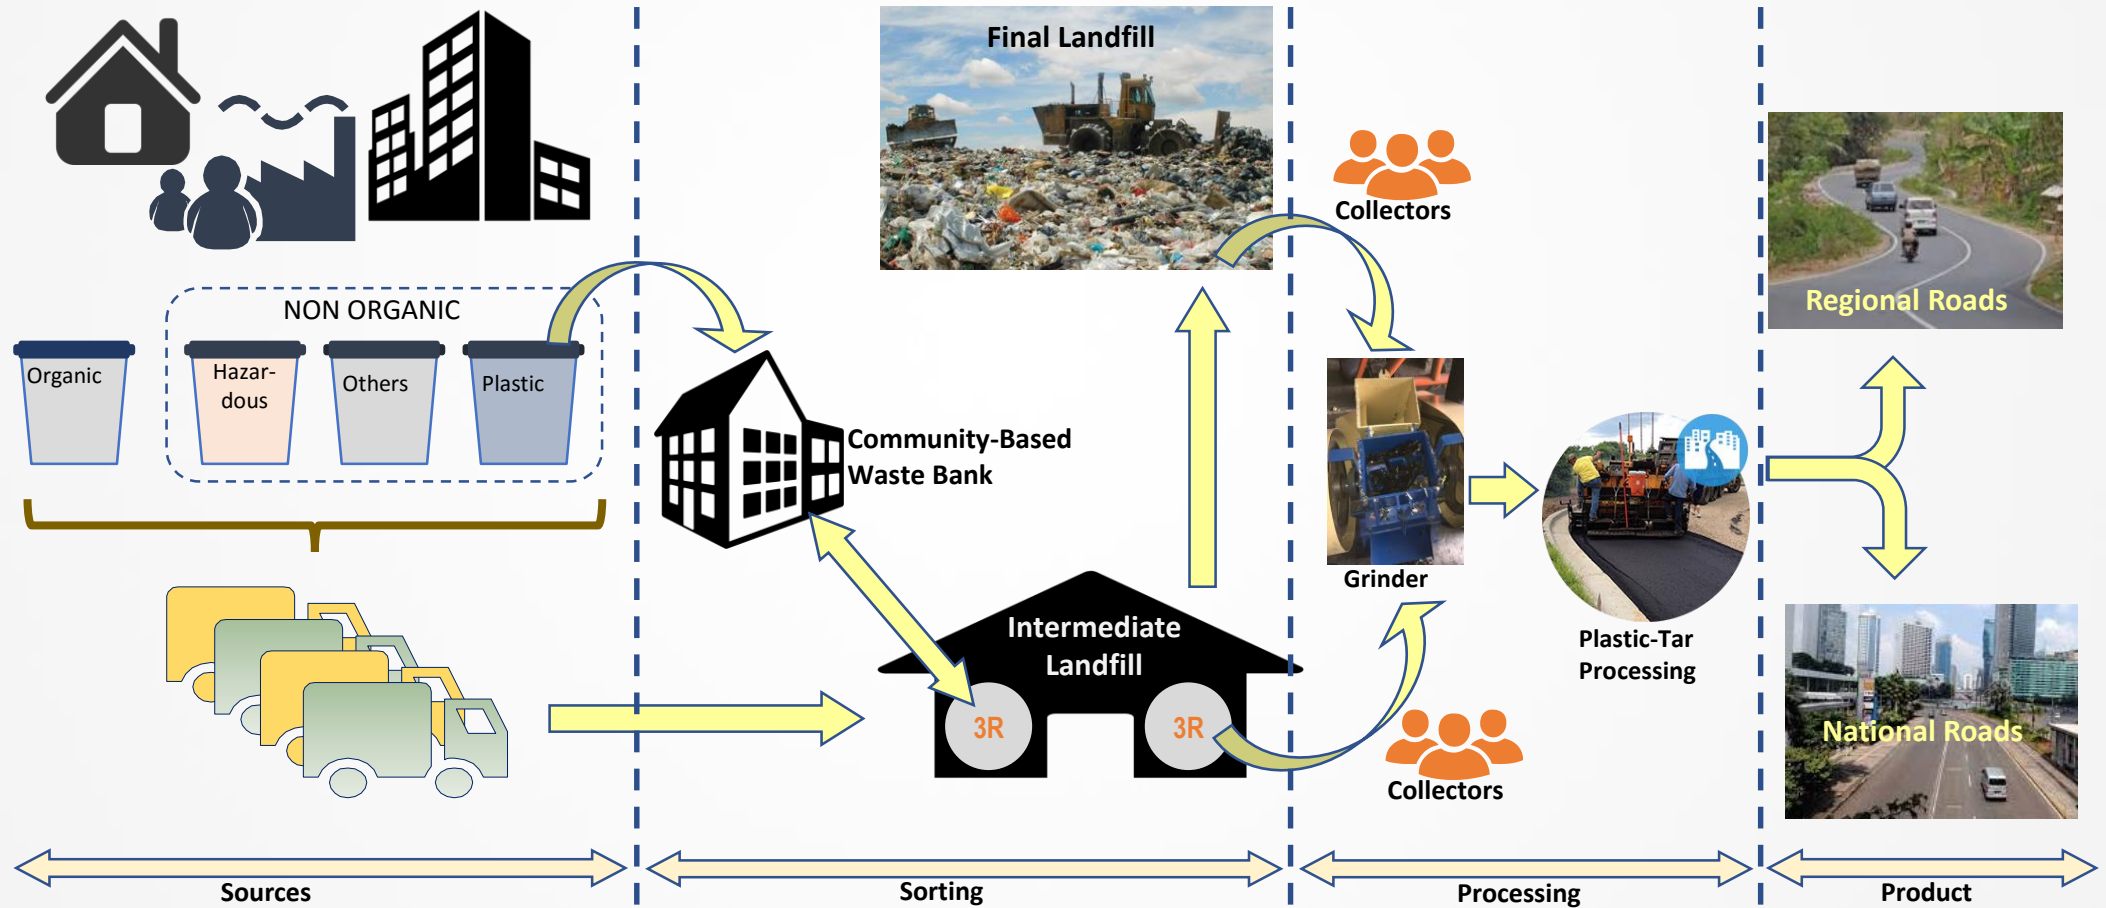 Final Landfill
Collectors
Regional Roads
NON ORGANIC
Organic
Hazar-
dous
Others
Plastic
Community-Based
Waste Bank
Grinder
Plastic-Tar
Processing
Intermediate
Landfill
3R
3R
National Roads
Collectors
Sources
Sorting
Processing
Product